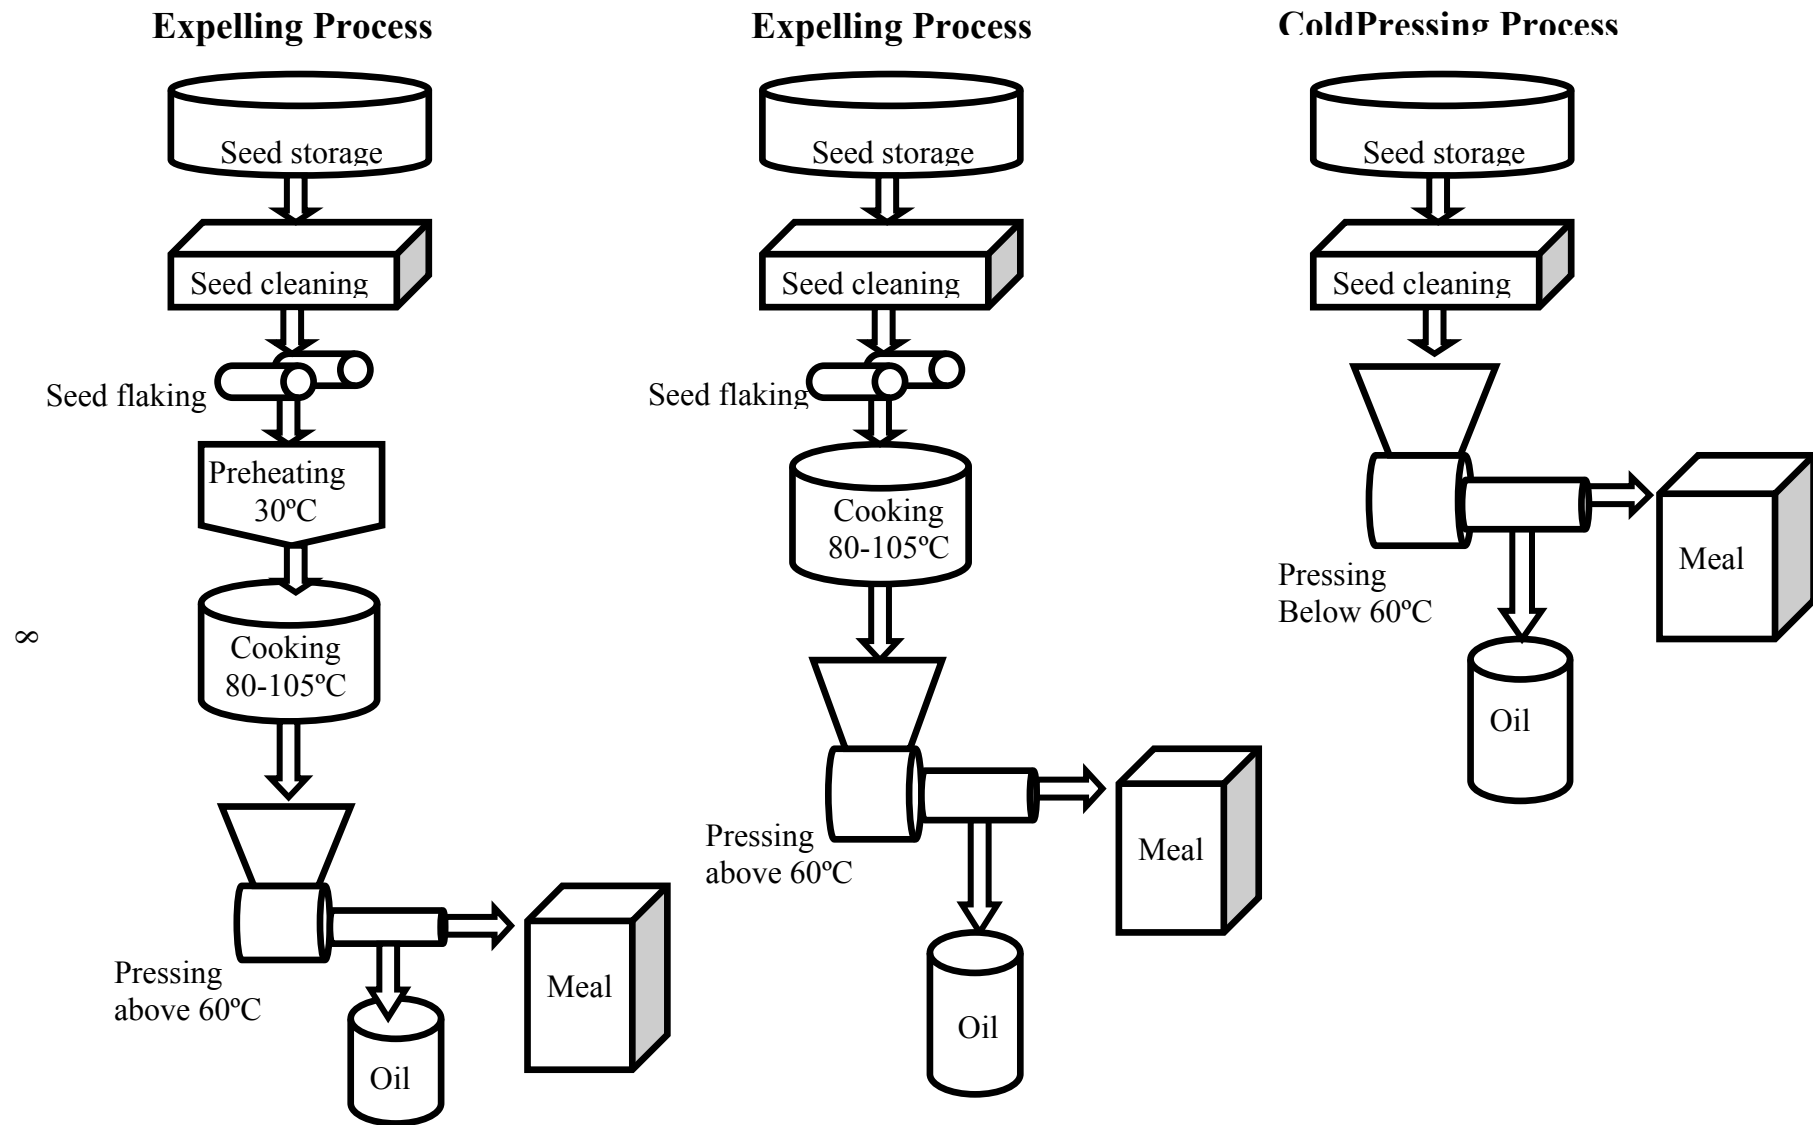 Expelling Process
Seed storage
Seed cleaning
Seed flaking
Preheating
30ºC
Cooking
80-105ºC
Pressing
above 60ºC
Meal
Oil
Expelling Process
Seed storage
Seed cleaning
Seed flaking
Cooking
80-105ºC
Pressing
above 60ºC
Meal
Oil
ColdPressing Process
Seed storage
Seed cleaning
Pressing
Below 60ºC
Meal
Oil
8